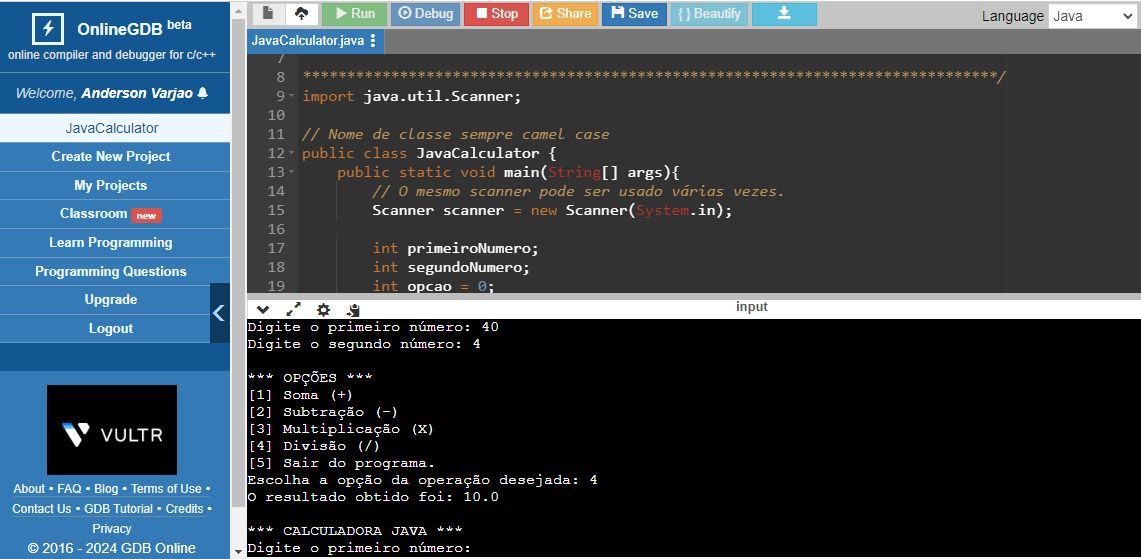 OnlineGDB beta
online compiler and debugger for c/c++
Welcome, Anderson Varjao
JavaCalculator
Create New Project
My Projects
Classroom new
Learn Programming
Programming Questions
Upgrade
Logout
VULTR
About • FAQ • Blog • Terms of Use •
Contact Us • GDB Tutorial • Credits •
Privacy
© 2016 - 2024 GDB Online
Run Debug Stop Share Save { } Beautify Language Java
JavaCalculator.java
7
8 *******************************************************************************/
9 import java.util.Scanner;
10
11 // Nome de classe sempre camel case
12 public class JavaCalculator {
13 public static void main(String[] args){
14 // O mesmo scanner pode ser usado várias vezes.
15 Scanner scanner = new Scanner(System.in);
16
17 int primeiroNumero;
18 int segundoNumero;
19 int opcao = 0;
input
Digite o primeiro número: 40
Digite o segundo número: 4
*** OPÇÕES ***
[1] Soma (+)
[2] Subtração (-)
[3] Multiplicação (X)
[4] Divisão (/)
[5] Sair do programa.
Escolha a opção da operação desejada: 4
O resultado obtido foi: 10.0
*** CALCULADORA JAVA ***
Digite o primeiro número: